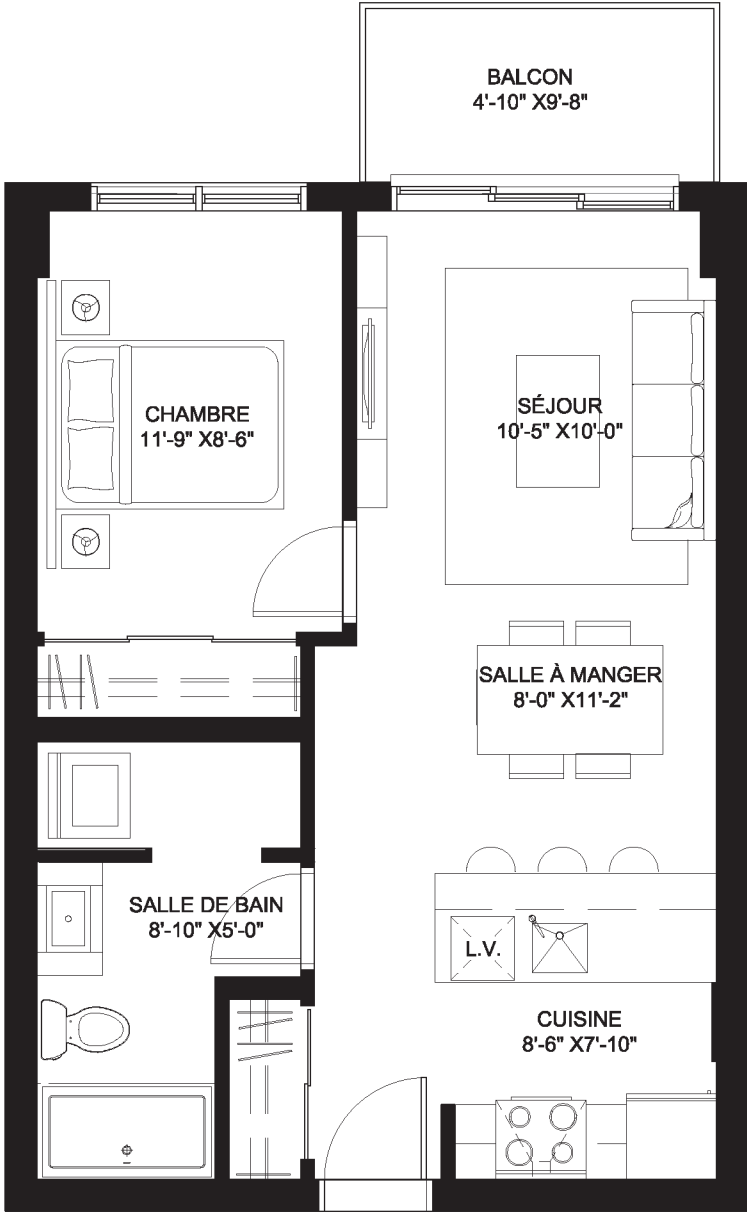 BALCON
4'-10" X9'-8"
CHAMBRE
11'-9" X8'-6"
SÉJOUR
10'-5" X10'-0"
SALLE À MANGER
8'-0" X11'-2"
SALLE DE BAIN
8'-10" X5'-0"
L.V.
CUISINE
8'-6" X7'-10"